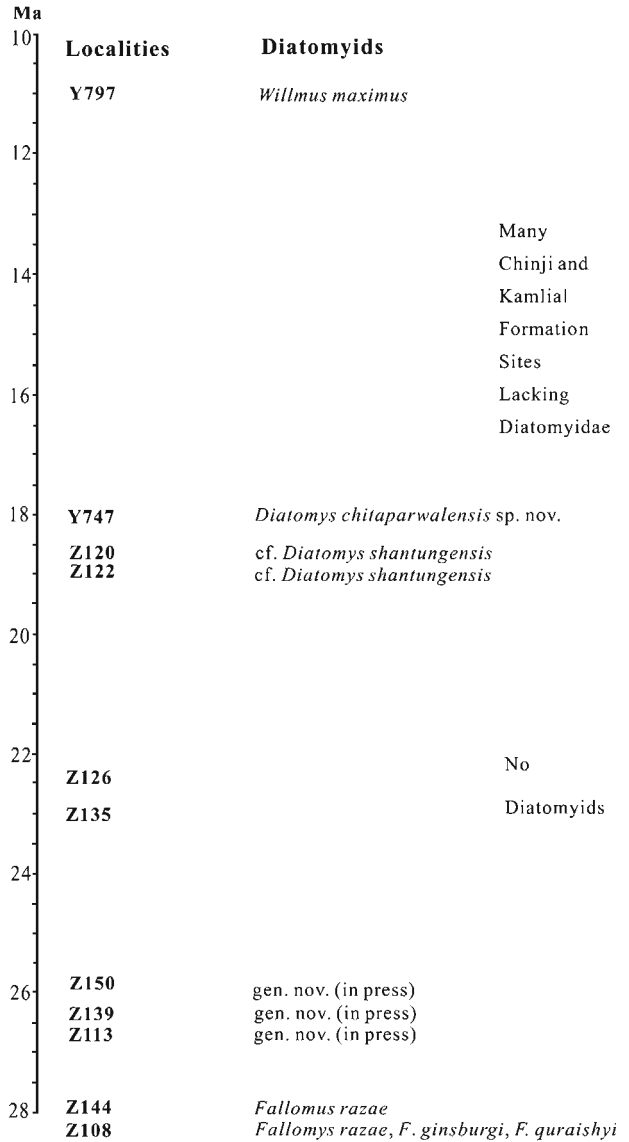 Ma
10
Localities Diatomyids
Y797 Willmus maximus
12
Many
Chinji and
14
Kamlial
Formation
Sites
16 Lacking
Diatomyidae
18 Y747 Diatomys chitaparwalensis sp. nov.
Z120 cf. Diatomys shantungensis
Z122 cf. Diatomys shantungensis
20
22 No
Z126
Z135 Diatomyids
24
26 Z150 gen. nov. (in press)
Z139 gen. nov. (in press)
Z113 gen. nov. (in press)
28 Z144 Fallomus razae
Z108 Fallomys razae, F. ginsburgi, F. quraishyi